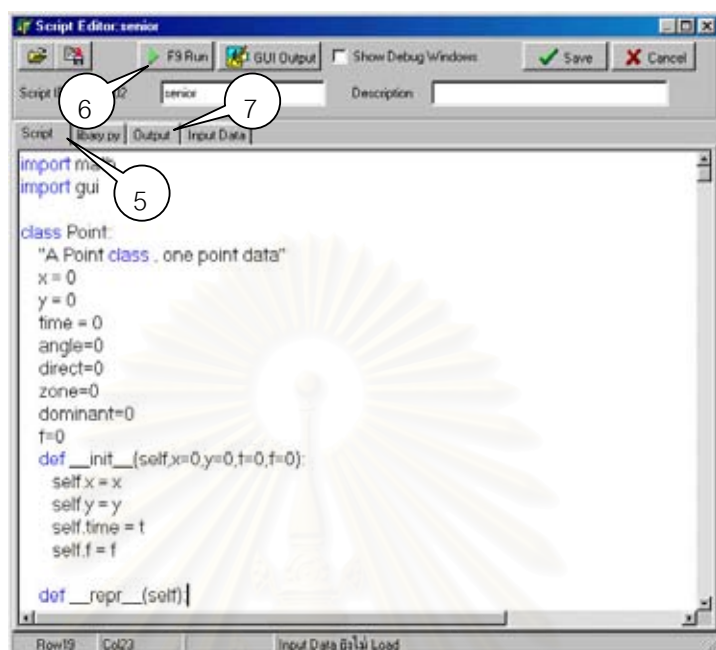 Script Editor:senior
F9 Run GUI Output Show Debug Windows Save Cancel
6 7
Script senior Description
Script libary.py Output Input Data
import math
import gui
5
class Point:
"A Point class , one point data"
x = 0
y = 0
time = 0
angle=0
direct=0
zone=0
dominant=0
f=0
def __init__(self,x=0,y=0,t=0,f=0):
self.x = x
self.y = y
self.time = t
self.f = f
def __repr__(self):
Row19 Col23 Input Data ยังไม่ Load